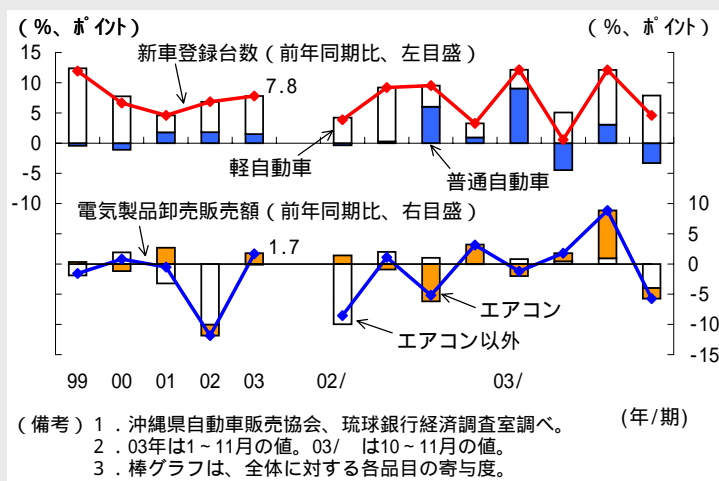 (%、ポイント)
(%、ポイント)
15
10
5
0
-5
-10
新車登録台数(前年同期比、左目盛)
7.8
軽自動車
普通自動車
電気製品卸売販売額(前年同期比、右目盛)
1.7
エアコン
エアコン以外
10
5
0
-5
-10
-15
99 00 01 02 03 02/ 03/
(年/期)
(備考)1.沖縄県自動車販売協会、琉球銀行経済調査室調べ。
2.03年は1~11月の値。03/ は10~11月の値。
3.棒グラフは、全体に対する各品目の寄与度。